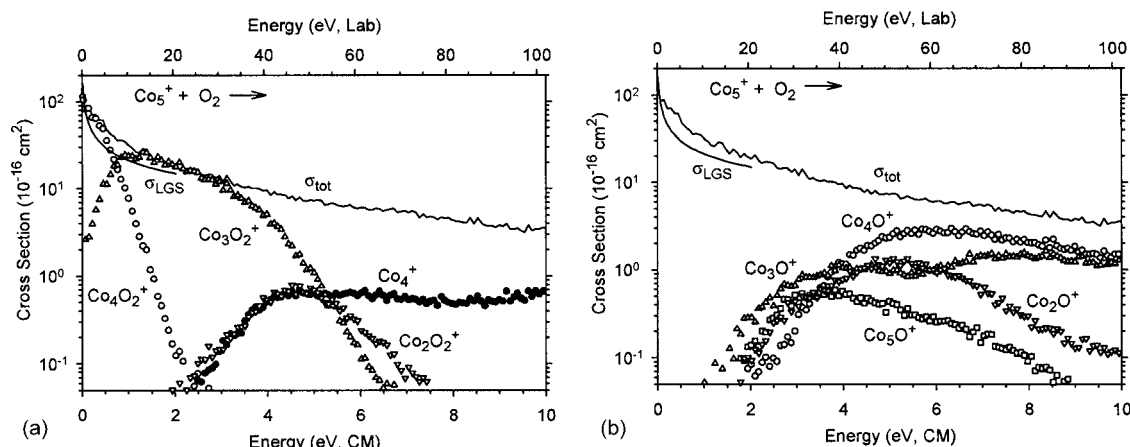 Energy (eV, Lab)
0 20 40 60 80 100
Co₅⁺ + O₂ →
10² 10¹ 10⁰ 10⁻¹
Cross Section (10⁻¹⁶ cm²)
σLGS
σtot
Co₃O₂⁺
Co₄⁺
Co₄O₂⁺
Co₂O₂⁺
0 2 4 6 8 10
(a) Energy (eV, CM)
Energy (eV, Lab)
0 20 40 60 80 100
Co₅⁺ + O₂ →
10² 10¹ 10⁰ 10⁻¹
Cross Section (10⁻¹⁶ cm²)
σLGS
σtot
Co₄O⁺
Co₃O⁺
Co₂O⁺
Co₅O⁺
0 2 4 6 8 10
(b) Energy (eV, CM)